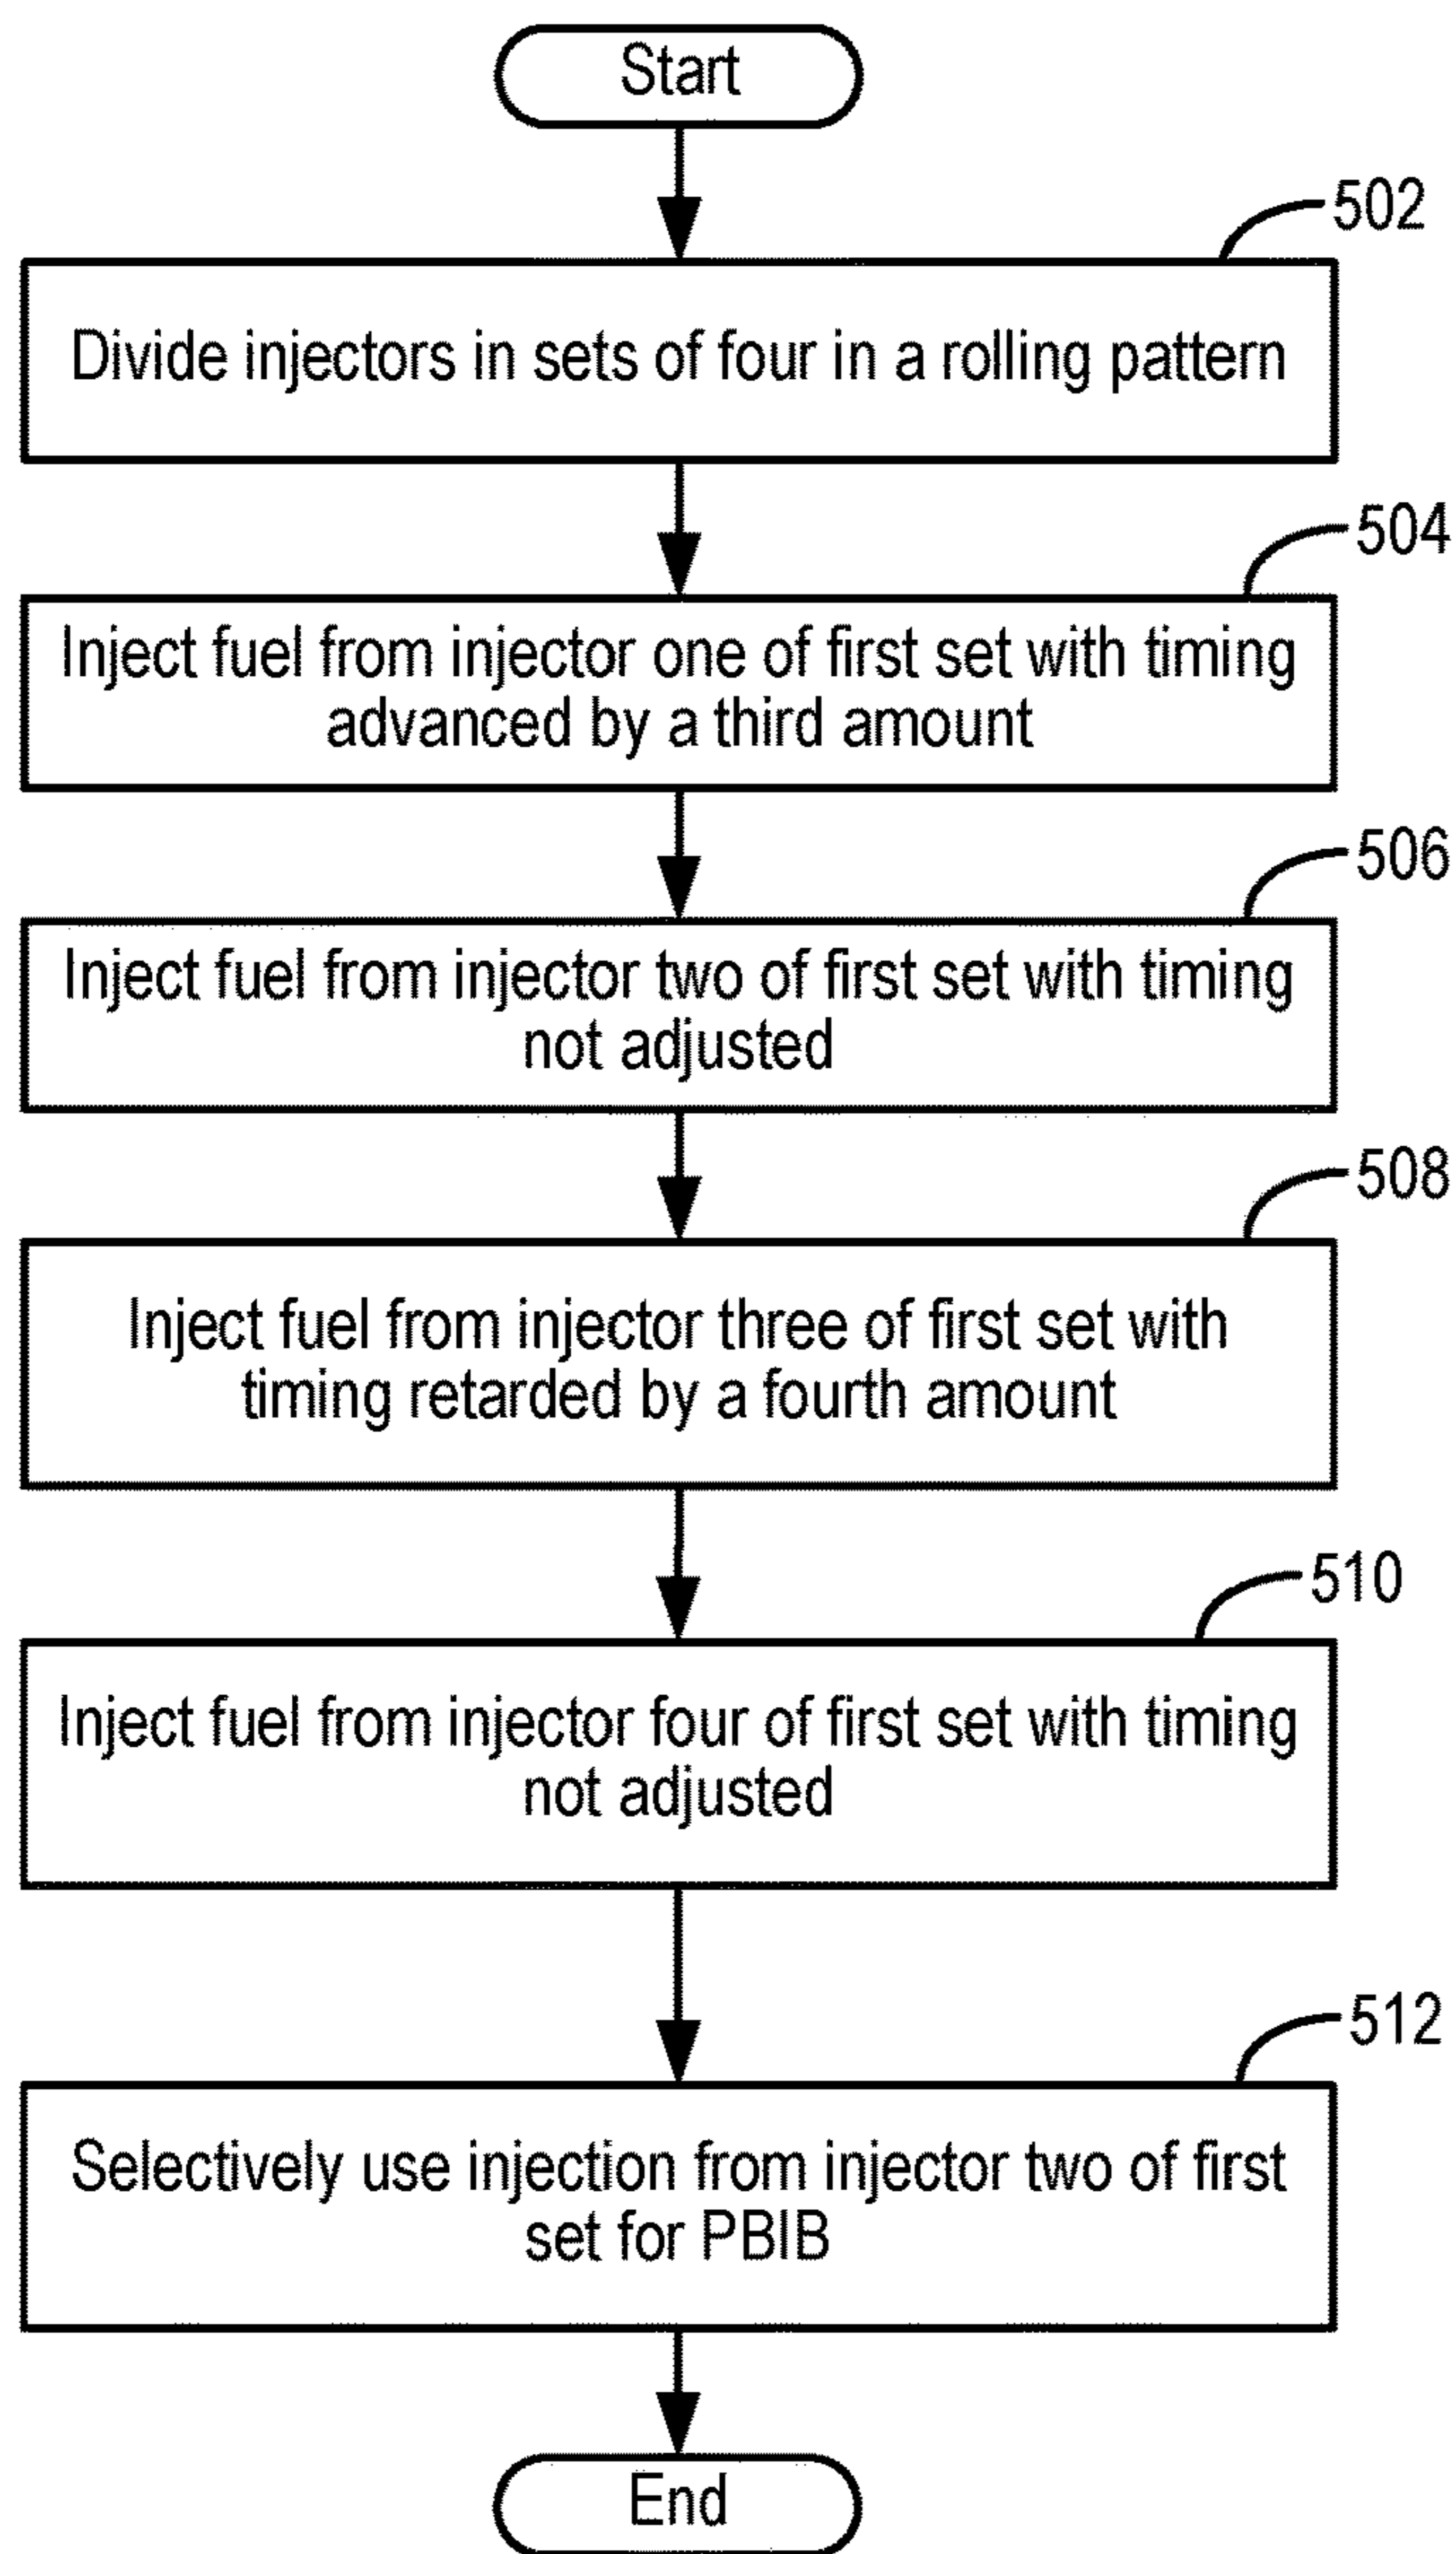 Start
502
Divide injectors in sets of four in a rolling pattern
504
Inject fuel from injector one of first set with timing
advanced by a third amount
506
Inject fuel from injector two of first set with timing
not adjusted
508
Inject fuel from injector three of first set with
timing retarded by a fourth amount
510
Inject fuel from injector four of first set with timing
not adjusted
512
Selectively use injection from injector two of first
set for PBIB
End